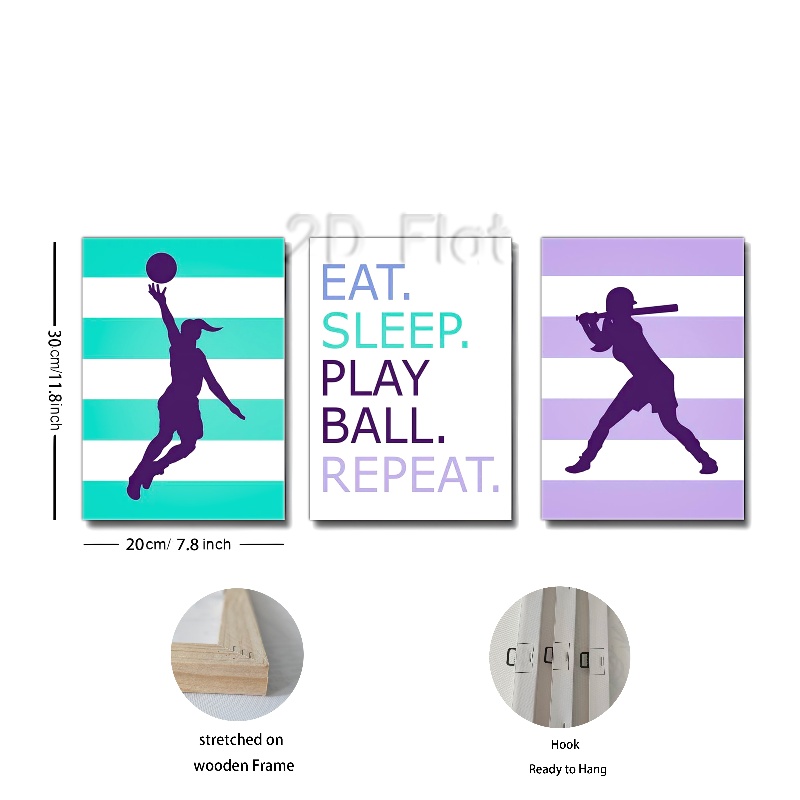 2D Flat
EAT.
SLEEP.
PLAY
BALL.
REPEAT.
30cm/11.8inch
20cm/ 7.8 inch
stretched on
wooden Frame
Hook
Ready to Hang